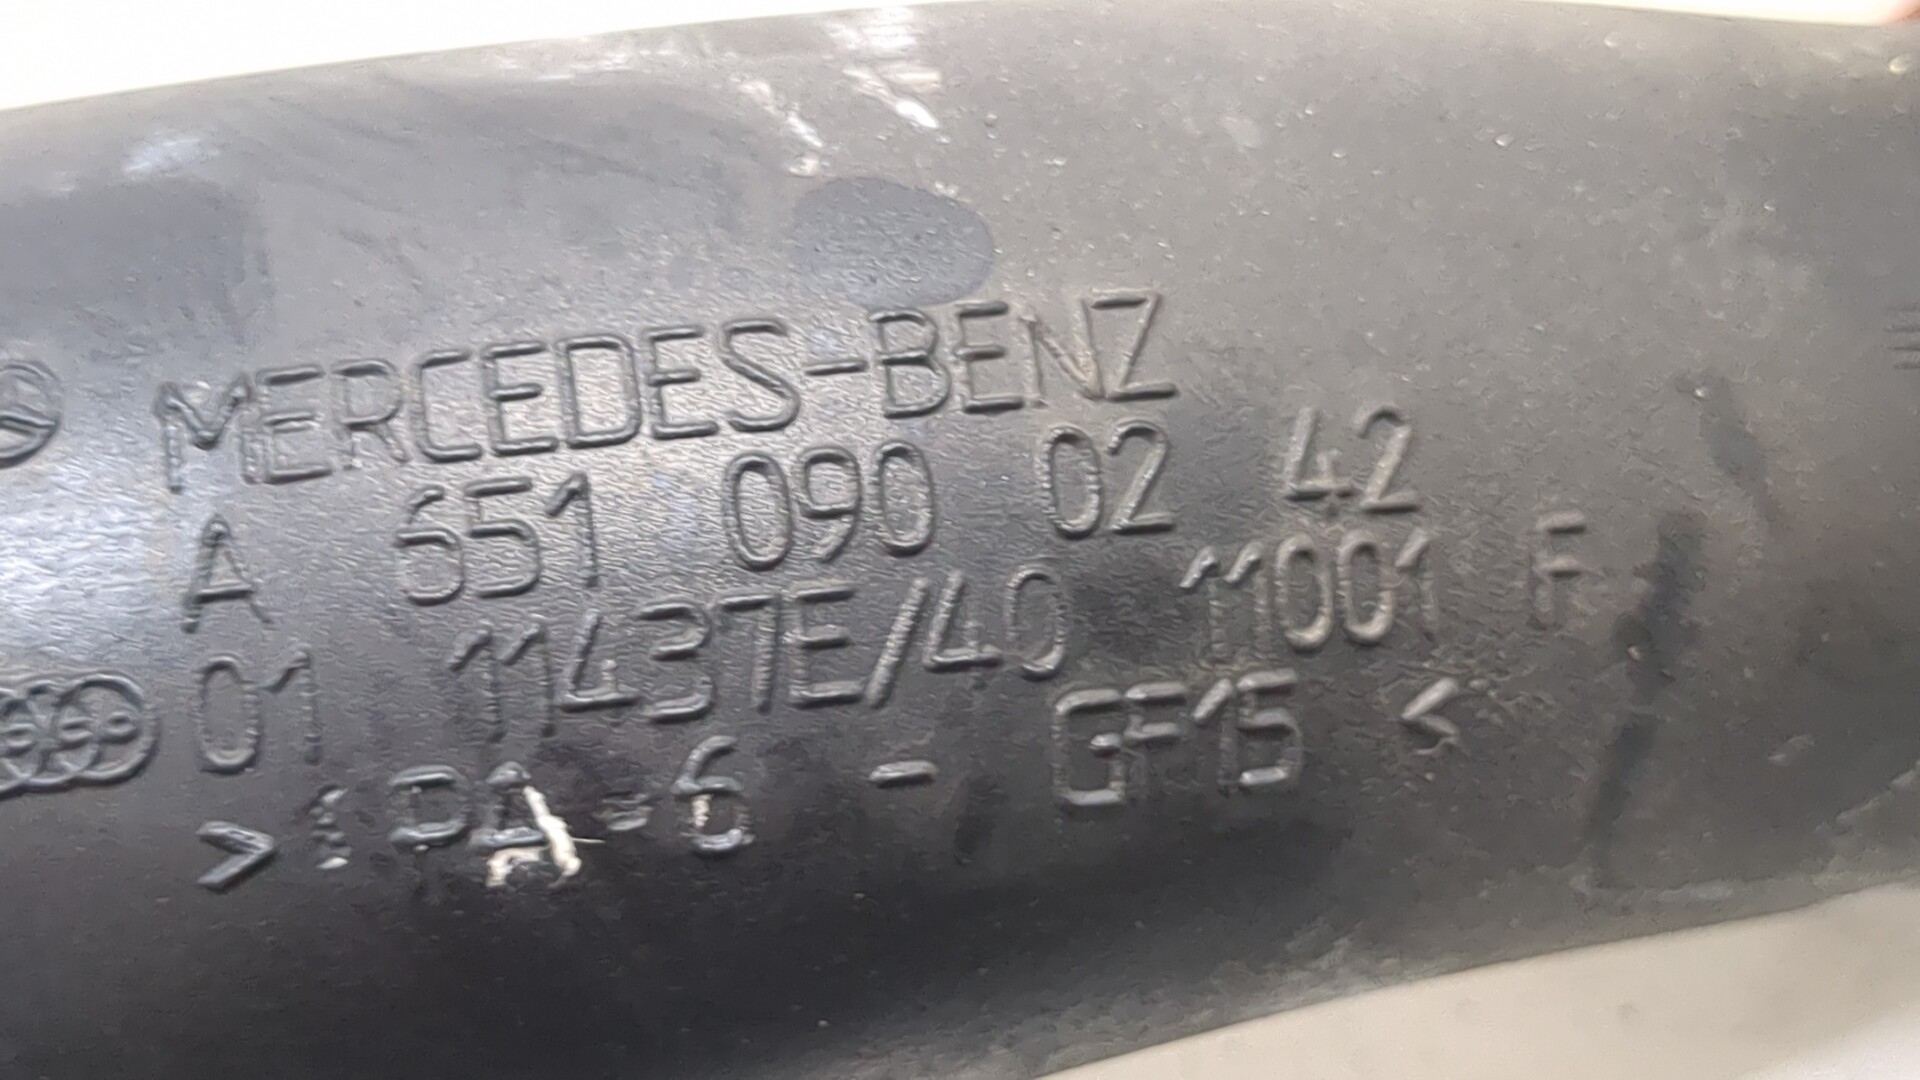 MERCEDES-BENZ
A 651 090 02 42
01 11437E/40 11001 F
> PA-6 - GF15 <